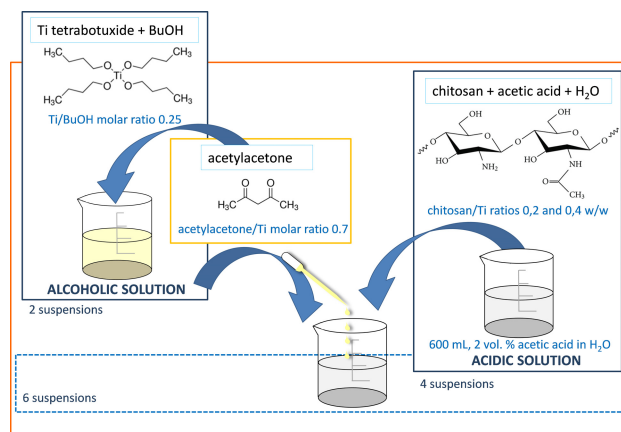 Ti tetrabotuxide + BuOH
H₃C
CH₃
O
O
Ti
O
O
H₃C
CH₃
Ti/BuOH molar ratio 0.25
acetylacetone
O
O
H₃C
CH₃
acetylacetone/Ti molar ratio 0.7
ALCOHOLIC SOLUTION
2 suspensions
chitosan + acetic acid + H₂O
OH
OH
O
O
O
O
O
HO
HO
NH₂
NH
O
CH₃
chitosan/Ti ratios 0,2 and 0,4 w/w
600 mL, 2 vol. % acetic acid in H₂O
ACIDIC SOLUTION
4 suspensions
6 suspensions